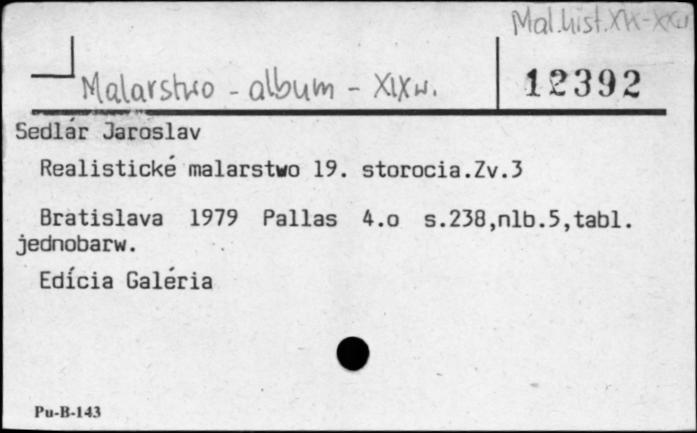 Mal.hist.XIX-XXw
Malarstwo - album - XIXw.
12392
Sedlár Jaroslav
Realistické malarstwo 19. storocia.Zv.3
Bratislava 1979 Pallas 4.o s.238,nlb.5,tabl.
jednobarw.
Edícia Galéria
Pu-B-143